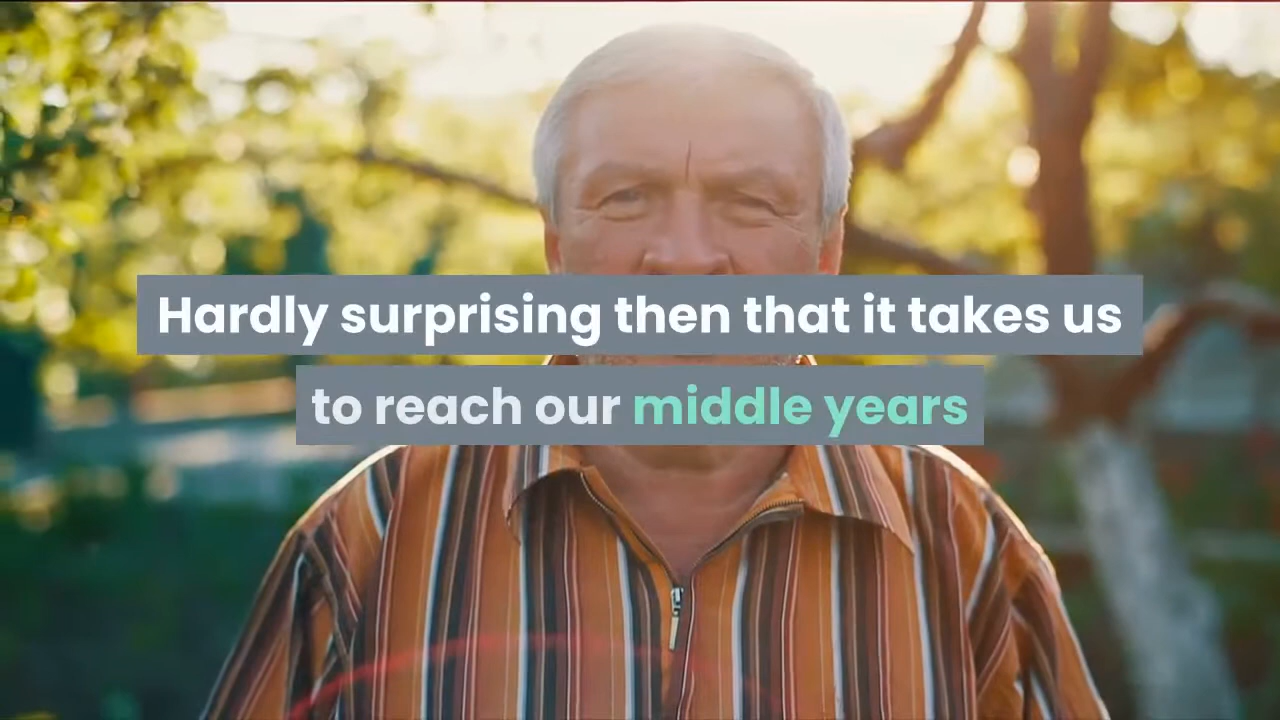 Hardly surprising then that it takes us
to reach our middle years